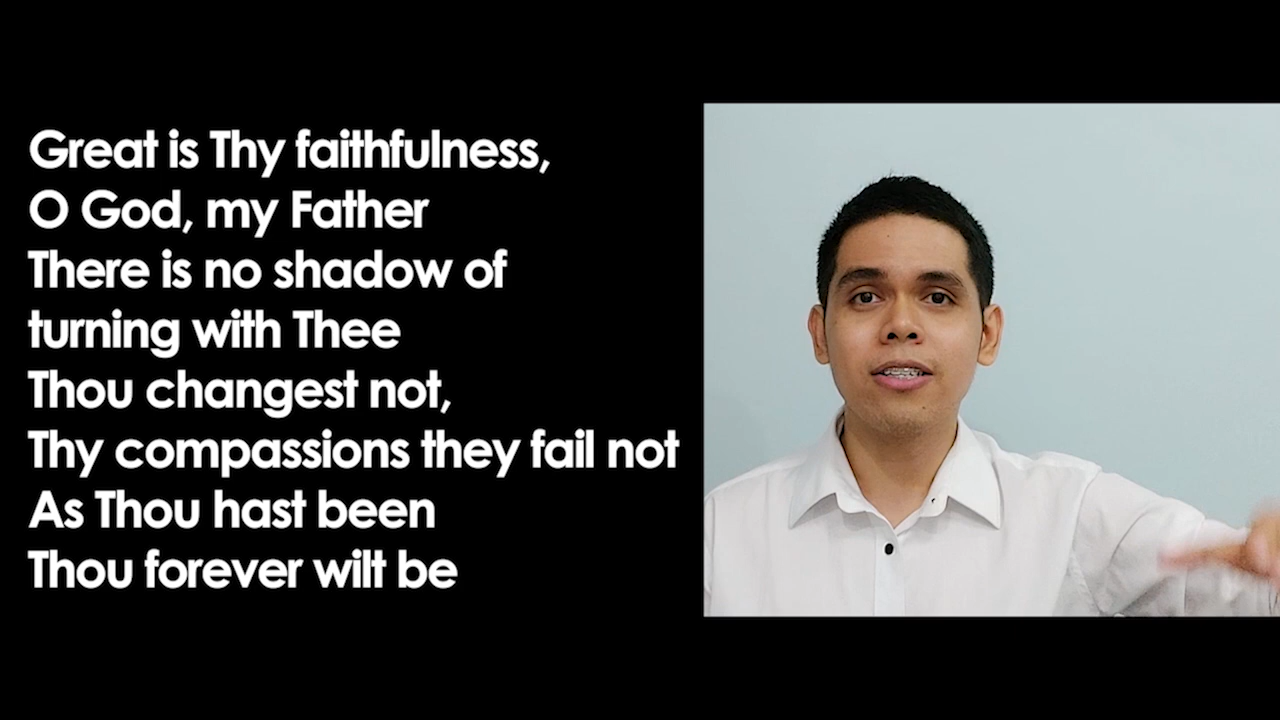 Great is Thy faithfulness,
O God, my Father
There is no shadow of
turning with Thee
Thou changest not,
Thy compassions they fail not
As Thou hast been
Thou forever wilt be